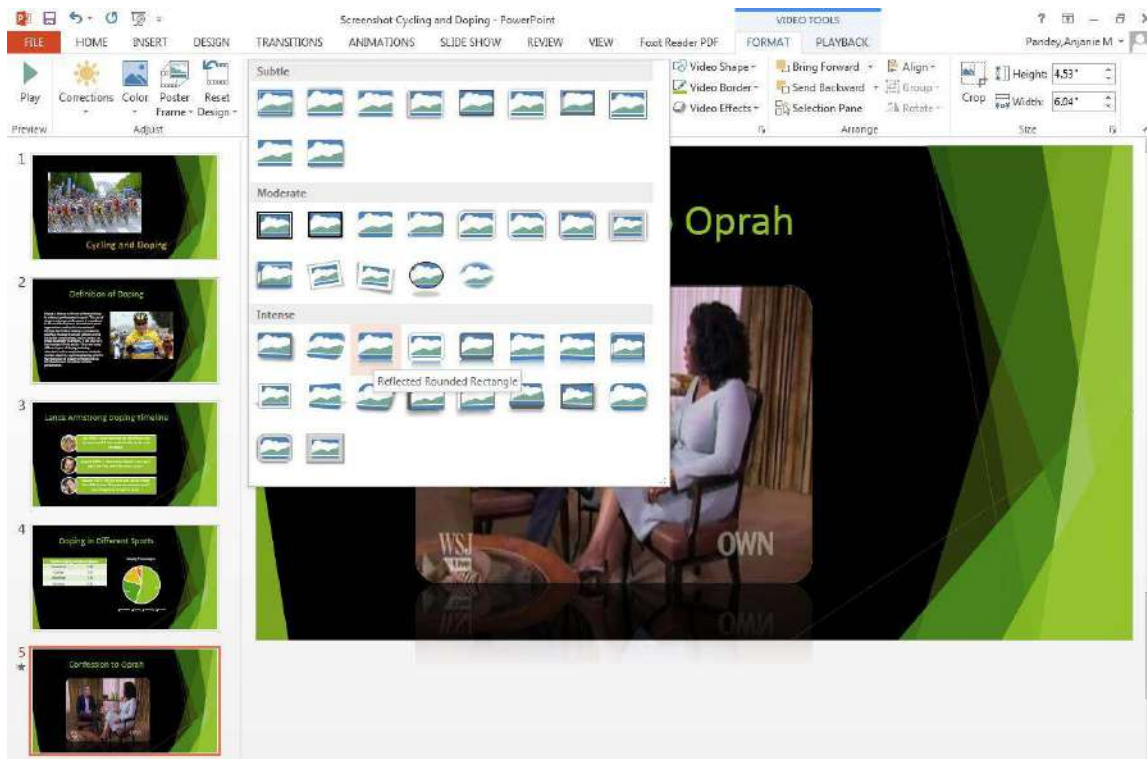 Screenshot Cycling and Doping - PowerPoint
VIDEO TOOLS
FILE HOME INSERT DESIGN TRANSITIONS ANIMATIONS SLIDE SHOW REVIEW VIEW Foxit Reader PDF FORMAT PLAYBACK
Pandey,Anjanie M
Play
Corrections
Color
Poster Frame
Reset Design
Preview
Adjust
Subtle
Moderate
Intense
Reflected Rounded Rectangle
Video Shape
Video Border
Video Effects
Bring Forward
Send Backward
Selection Pane
Align
Group
Rotate
Arrange
Crop
Height: 4.53"
Width: 6.04"
Size
1
Cycling and Doping
2
Definition of Doping
3
Lance Armstrong Doping Timeline
4
Doping in Different Sports
5
Confession to Oprah
Oprah
WSJ
Live
OWN